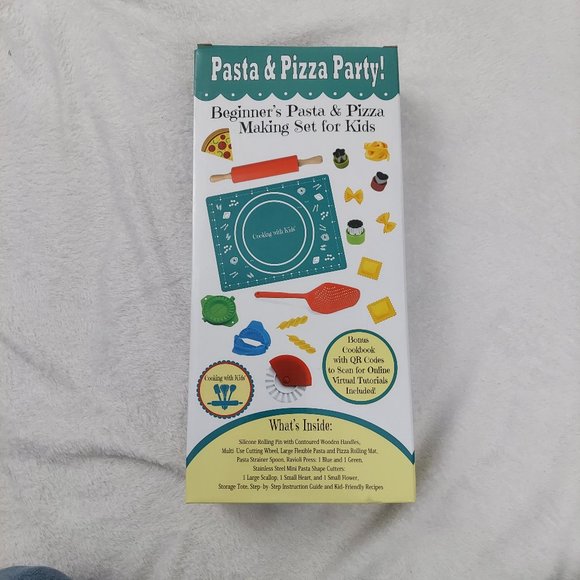 Pasta & Pizza Party!
Beginner's Pasta & Pizza
Making Set for Kids
Cooking with Kids
Bonus
Cookbook
with QR Codes
to Scan for Online
Virtual Tutorials
Included!
Cooking with Kids
What's Inside:
Silicone Rolling Pin with Contoured Wooden Handles,
Multi-Use Cutting Wheel, Large Flexible Pasta and Pizza Rolling Mat,
Pasta Strainer Spoon, Ravioli Press: 1 Blue and 1 Green,
Stainless Steel Mini Pasta Shape Cutters:
1 Large Scallop, 1 Small Heart, and 1 Small Flower,
Storage Tote, Step-by-Step Instruction Guide and Kid-Friendly Recipes